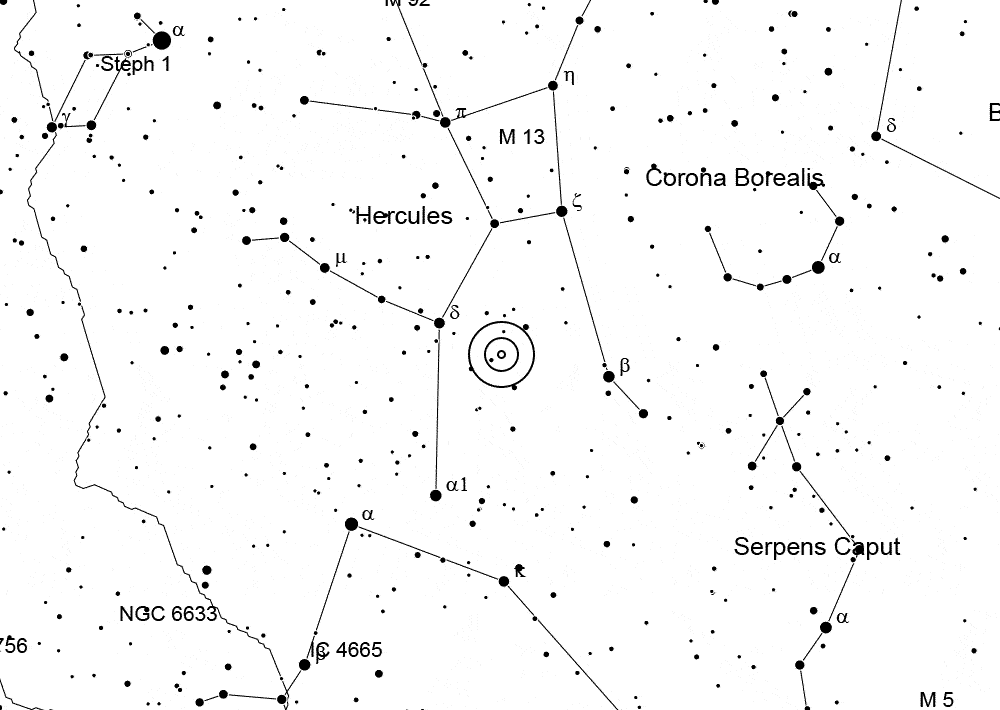 M 92
α
Steph 1
γ
π
η
M 13
δ
B
Corona Borealis
Hercules
ζ
μ
α
δ
β
α1
α
κ
Serpens Caput
NGC 6633
α
756
β
IC 4665
M 5